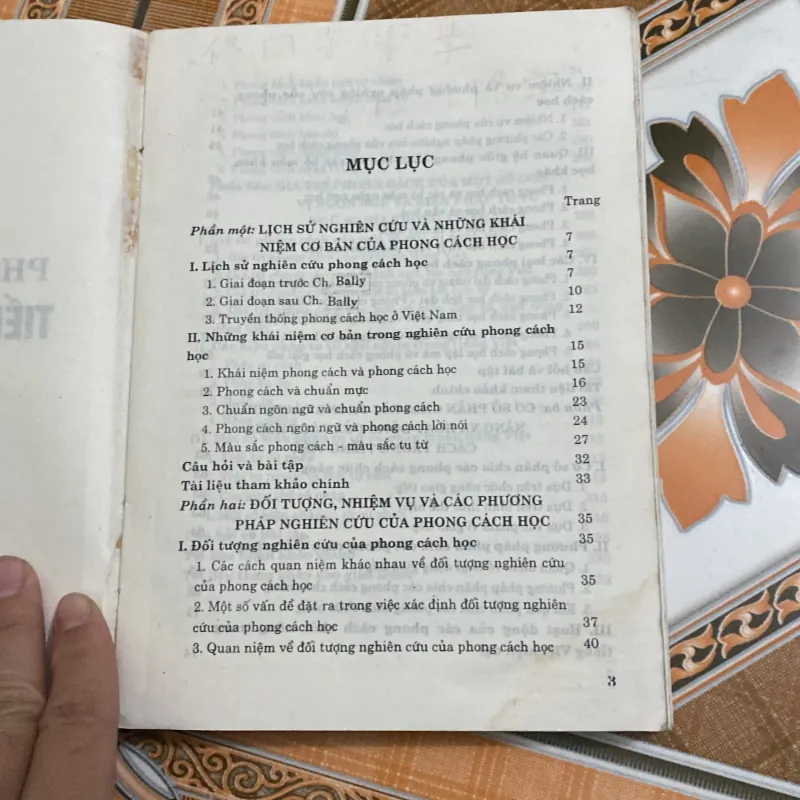 MỤC LỤC
Trang
Phần một: LỊCH SỬ NGHIÊN CỨU VÀ NHỮNG KHÁI
NIỆM CƠ BẢN CỦA PHONG CÁCH HỌC 7
I. Lịch sử nghiên cứu phong cách học 7
1. Giai đoạn trước Ch. Bally 7
2. Giai đoạn sau Ch. Bally 10
3. Truyền thống phong cách học ở Việt Nam 12
II. Những khái niệm cơ bản trong nghiên cứu phong cách
học 15
1. Khái niệm phong cách và phong cách học 15
2. Phong cách và chuẩn mực 16
3. Chuẩn ngôn ngữ và chuẩn phong cách 23
4. Phong cách ngôn ngữ và phong cách lời nói 24
5. Màu sắc phong cách – màu sắc tu từ 27
Câu hỏi và bài tập 32
Tài liệu tham khảo chính 33
Phần hai: ĐỐI TƯỢNG, NHIỆM VỤ VÀ CÁC PHƯƠNG
PHÁP NGHIÊN CỨU CỦA PHONG CÁCH HỌC 35
I. Đối tượng nghiên cứu của phong cách học 35
1. Các cách quan niệm khác nhau về đối tượng nghiên cứu
của phong cách học 35
2. Một số vấn đề đặt ra trong việc xác định đối tượng nghiên
cứu của phong cách học 37
3. Quan niệm về đối tượng nghiên cứu của phong cách học 40
3